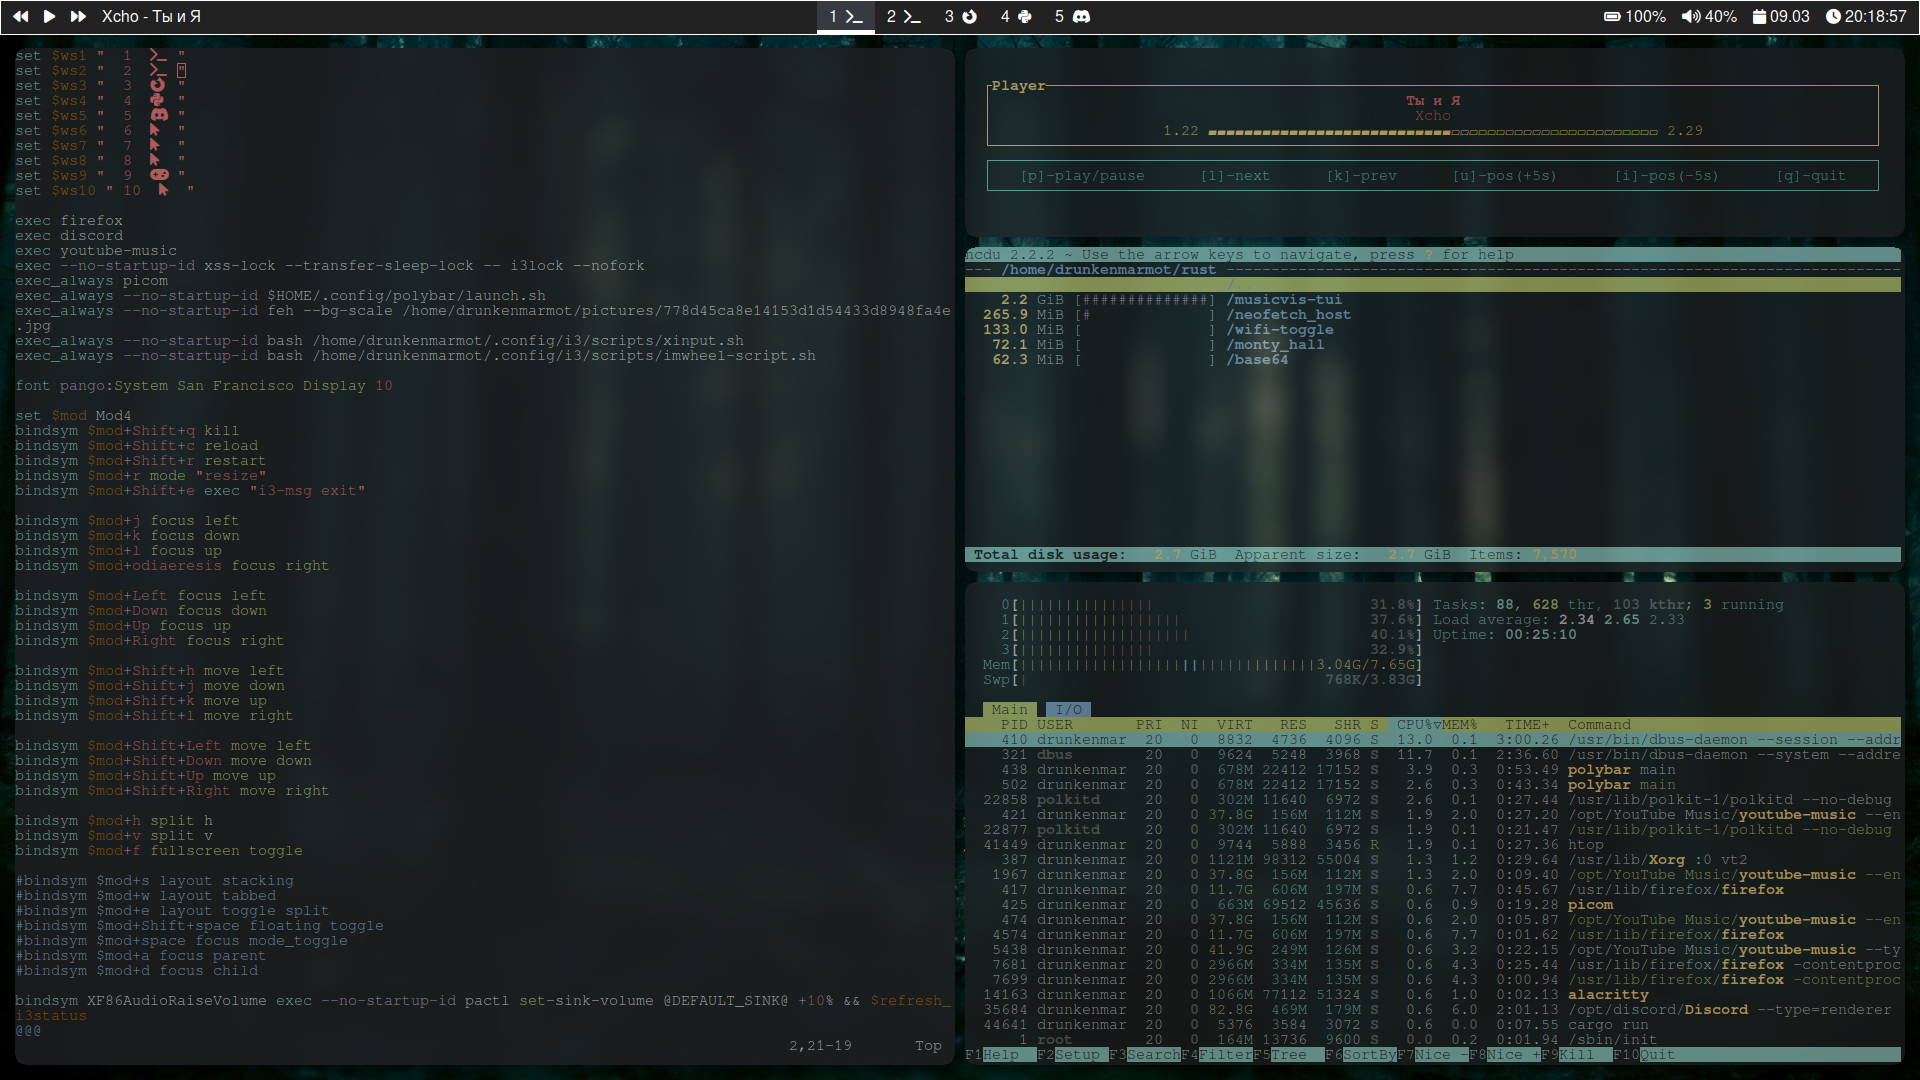 Xcho - Ты и Я
1
2
3
4
5
100% 40% 09.03 20:18:57
set $ws1 " 1 "
set $ws2 " 2 "
set $ws3 " 3 "
set $ws4 " 4 "
set $ws5 " 5 "
set $ws6 " 6 "
set $ws7 " 7 "
set $ws8 " 8 "
set $ws9 " 9 "
set $ws10 " 10 "
exec firefox
exec discord
exec youtube-music
exec --no-startup-id xss-lock --transfer-sleep-lock -- i3lock --nofork
exec_always picom
exec_always --no-startup-id $HOME/.config/polybar/launch.sh
exec_always --no-startup-id feh --bg-scale /home/drunkenmarmot/pictures/778d45ca8e14153d1d54433d8948fa4e
.jpg
exec_always --no-startup-id bash /home/drunkenmarmot/.config/i3/scripts/xinput.sh
exec_always --no-startup-id bash /home/drunkenmarmot/.config/i3/scripts/imwheel-script.sh
font pango:System San Francisco Display 10
set $mod Mod4
bindsym $mod+Shift+q kill
bindsym $mod+Shift+c reload
bindsym $mod+Shift+r restart
bindsym $mod+r mode "resize"
bindsym $mod+Shift+e exec "i3-msg exit"
bindsym $mod+j focus left
bindsym $mod+k focus down
bindsym $mod+l focus up
bindsym $mod+odiaeresis focus right
bindsym $mod+Left focus left
bindsym $mod+Down focus down
bindsym $mod+Up focus up
bindsym $mod+Right focus right
bindsym $mod+Shift+h move left
bindsym $mod+Shift+j move down
bindsym $mod+Shift+k move up
bindsym $mod+Shift+l move right
bindsym $mod+Shift+Left move left
bindsym $mod+Shift+Down move down
bindsym $mod+Shift+Up move up
bindsym $mod+Shift+Right move right
bindsym $mod+h split h
bindsym $mod+v split v
bindsym $mod+f fullscreen toggle
#bindsym $mod+s layout stacking
#bindsym $mod+w layout tabbed
#bindsym $mod+e layout toggle split
#bindsym $mod+Shift+space floating toggle
#bindsym $mod+space focus mode_toggle
#bindsym $mod+a focus parent
#bindsym $mod+d focus child
bindsym XF86AudioRaiseVolume exec --no-startup-id pactl set-sink-volume @DEFAULT_SINK@ +10% && $refresh_
i3status
@@@
2,21-19 Top
Player
Ты и Я
Xcho
1.22 2.29
[p]-play/pause [l]-next [k]-prev [u]-pos(+5s) [i]-pos(-5s) [q]-quit
ncdu 2.2.2 ~ Use the arrow keys to navigate, press ? for help
--- /home/drunkenmarmot/rust ---
/..
2.2 GiB [##############] /musicvis-tui
265.9 MiB [# ] /neofetch_host
133.0 MiB [ ] /wifi-toggle
72.1 MiB [ ] /monty_hall
62.3 MiB [ ] /base64
Total disk usage: 2.7 GiB Apparent size: 2.7 GiB Items: 7,570
0[||||||||||||||| 31.8%] Tasks: 88, 628 thr, 103 kthr; 3 running
1[|||||||||||||||||| 37.6%] Load average: 2.34 2.65 2.33
2[||||||||||||||||||| 40.1%] Uptime: 00:25:10
3[||||||||||||||| 32.9%]
Mem[|||||||||||||||||||||||||||||||||3.04G/7.65G]
Swp[| 768K/3.83G]
Main I/O
PID USER PRI NI VIRT RES SHR S CPU%▽MEM% TIME+ Command
410 drunkenmar 20 0 8832 4736 4096 S 13.0 0.1 3:00.26 /usr/bin/dbus-daemon --session --addr
321 dbus 20 0 9624 5248 3968 S 11.7 0.1 2:36.60 /usr/bin/dbus-daemon --system --addre
438 drunkenmar 20 0 678M 22412 17152 S 3.9 0.3 0:53.49 polybar main
502 drunkenmar 20 0 678M 22412 17152 S 2.6 0.3 0:43.34 polybar main
22858 polkitd 20 0 302M 11640 6972 S 2.6 0.1 0:27.44 /usr/lib/polkit-1/polkitd --no-debug
421 drunkenmar 20 0 37.8G 156M 112M S 1.9 2.0 0:27.20 /opt/YouTube Music/youtube-music --en
22877 polkitd 20 0 302M 11640 6972 S 1.9 0.1 0:21.47 /usr/lib/polkit-1/polkitd --no-debug
41449 drunkenmar 20 0 9744 5888 3456 R 1.9 0.1 0:27.36 htop
387 drunkenmar 20 0 1121M 98312 55004 S 1.3 1.2 0:29.64 /usr/lib/Xorg :0 vt2
1967 drunkenmar 20 0 37.8G 156M 112M S 1.3 2.0 0:09.40 /opt/YouTube Music/youtube-music --en
417 drunkenmar 20 0 11.7G 606M 197M S 0.6 7.7 0:45.67 /usr/lib/firefox/firefox
425 drunkenmar 20 0 663M 69512 45636 S 0.6 0.9 0:19.28 picom
474 drunkenmar 20 0 37.8G 156M 112M S 0.6 2.0 0:05.87 /opt/YouTube Music/youtube-music --en
4574 drunkenmar 20 0 11.7G 606M 197M S 0.6 7.7 0:01.62 /usr/lib/firefox/firefox
5438 drunkenmar 20 0 41.9G 249M 126M S 0.6 3.2 0:22.15 /opt/YouTube Music/youtube-music --ty
7681 drunkenmar 20 0 2966M 334M 135M S 0.6 4.3 0:25.44 /usr/lib/firefox/firefox -contentproc
7699 drunkenmar 20 0 2966M 334M 135M S 0.6 4.3 0:00.94 /usr/lib/firefox/firefox -contentproc
14163 drunkenmar 20 0 1066M 77112 51324 S 0.6 1.0 0:02.13 alacritty
35684 drunkenmar 20 0 82.8G 469M 179M S 0.6 6.0 2:01.13 /opt/discord/Discord --type=renderer
44641 drunkenmar 20 0 5376 3584 3072 S 0.6 0.0 0:07.55 cargo run
1 root 20 0 164M 13736 9600 S 0.0 0.2 0:01.94 /sbin/init
F1Help F2Setup F3SearchF4FilterF5Tree F6SortByF7Nice -F8Nice +F9Kill F10Quit